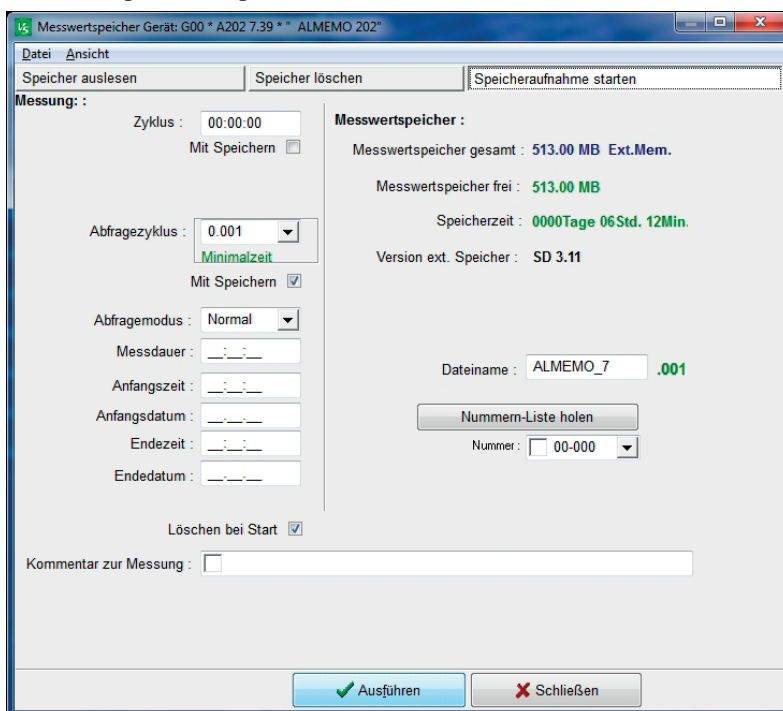 Messwertspeicher Gerät: G00 * A202 7.39 * " ALMEMO 202"
Datei Ansicht
Speicher auslesen Speicher löschen Speicheraufnahme starten
Messung: :
Zyklus : 00:00:00
Mit Speichern
Abfragezyklus : 0.001
Minimalzeit
Mit Speichern
Abfragemodus : Normal
Messdauer : __:__:__
Anfangszeit : __:__:__
Anfangsdatum : __.__.__
Endezeit : __:__:__
Endedatum : __.__.__
Löschen bei Start
Kommentar zur Messung :
Messwertspeicher :
Messwertspeicher gesamt : 513.00 MB Ext.Mem.
Messwertspeicher frei : 513.00 MB
Speicherzeit : 0000Tage 06Std. 12Min.
Version ext. Speicher : SD 3.11
Dateiname : ALMEMO_7 .001
Nummern-Liste holen
Nummer : 00-000
Ausführen Schließen